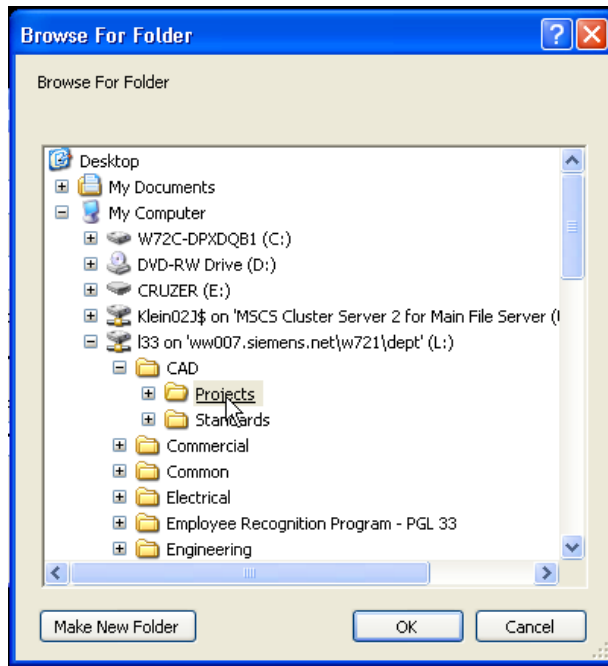 Browse For Folder
Browse For Folder
Desktop
My Documents
My Computer
W72C-DPXDQB1 (C:)
DVD-RW Drive (D:)
CRUZER (E:)
Klein02J$ on 'MSCS Cluster Server 2 for Main File Server (
l33 on 'ww007.siemens.net\w721\dept' (L:)
CAD
Projects
Standards
Commercial
Common
Electrical
Employee Recognition Program - PGL 33
Engineering
Make New Folder OK Cancel